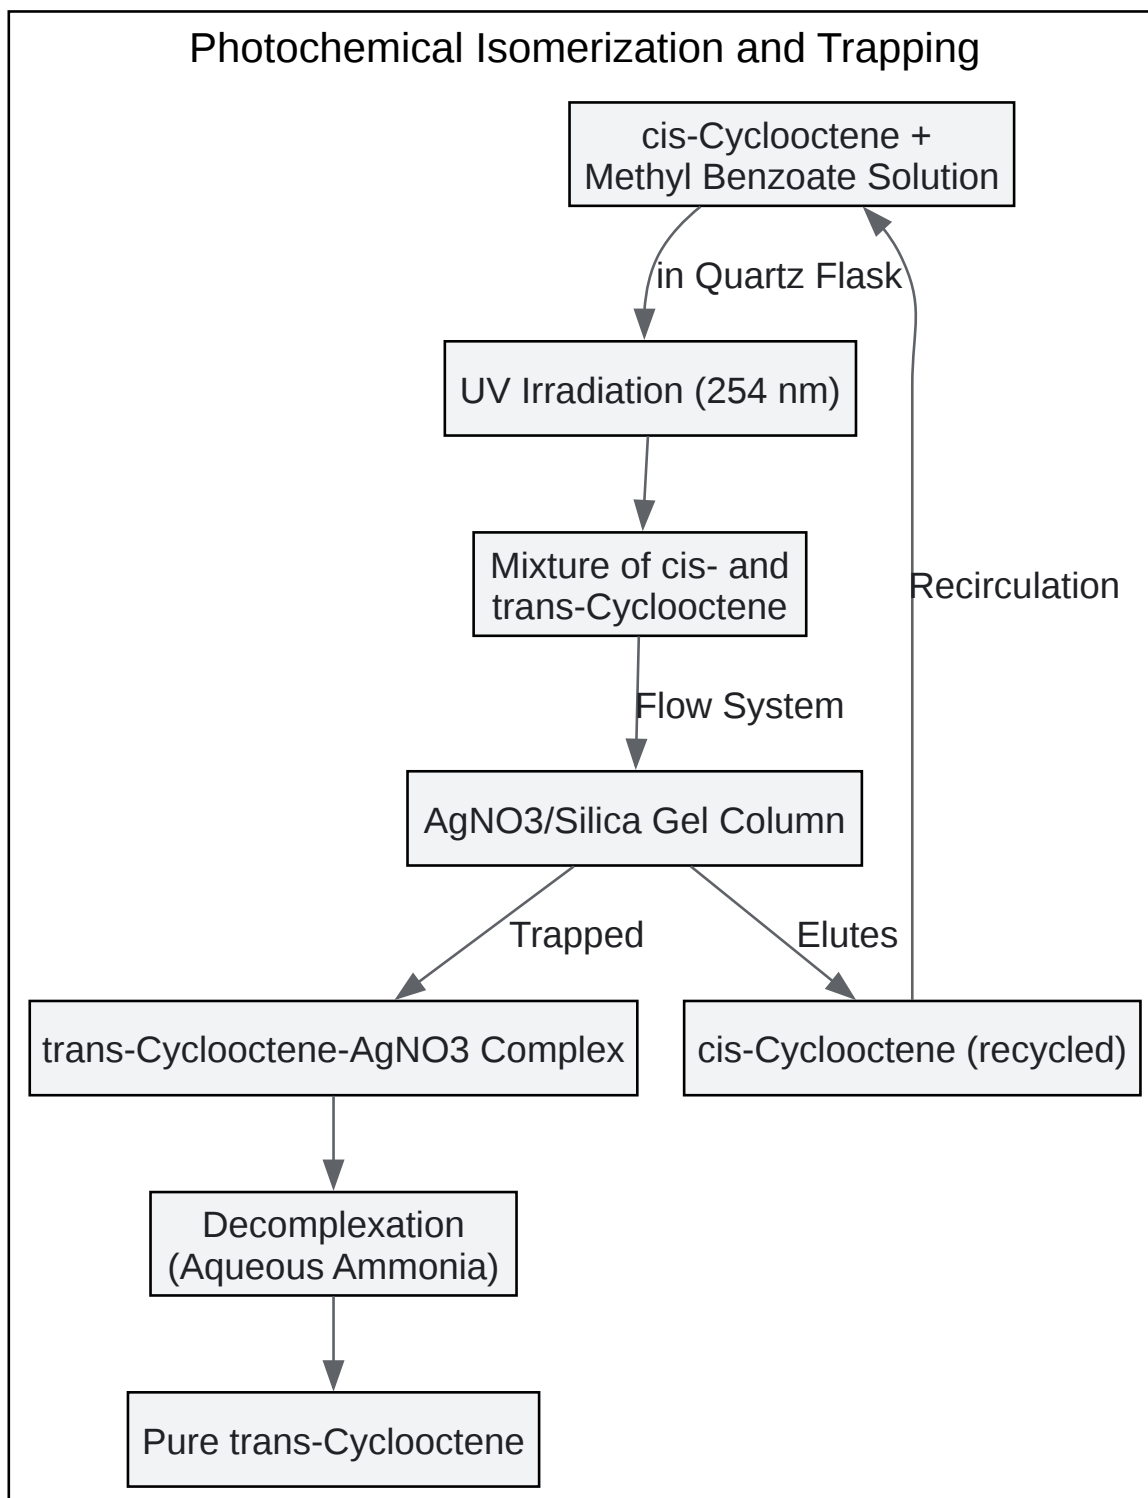 Photochemical Isomerization and Trapping
cis-Cyclooctene +
Methyl Benzoate Solution
in Quartz Flask
UV Irradiation (254 nm)
Mixture of cis- and
trans-Cyclooctene
Recirculation
Flow System
AgNO3/Silica Gel Column
Trapped
Elutes
trans-Cyclooctene-AgNO3 Complex
cis-Cyclooctene (recycled)
Decomplexation
(Aqueous Ammonia)
Pure trans-Cyclooctene